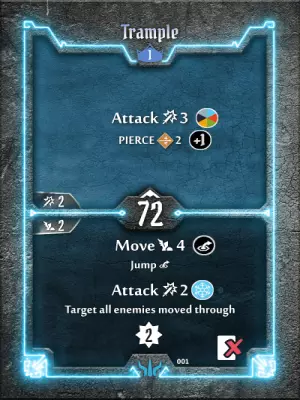 Trample
1
Attack 3
PIERCE 2 +1
2
72
2
Move 4
Jump
Attack 2
Target all enemies moved through
2
001